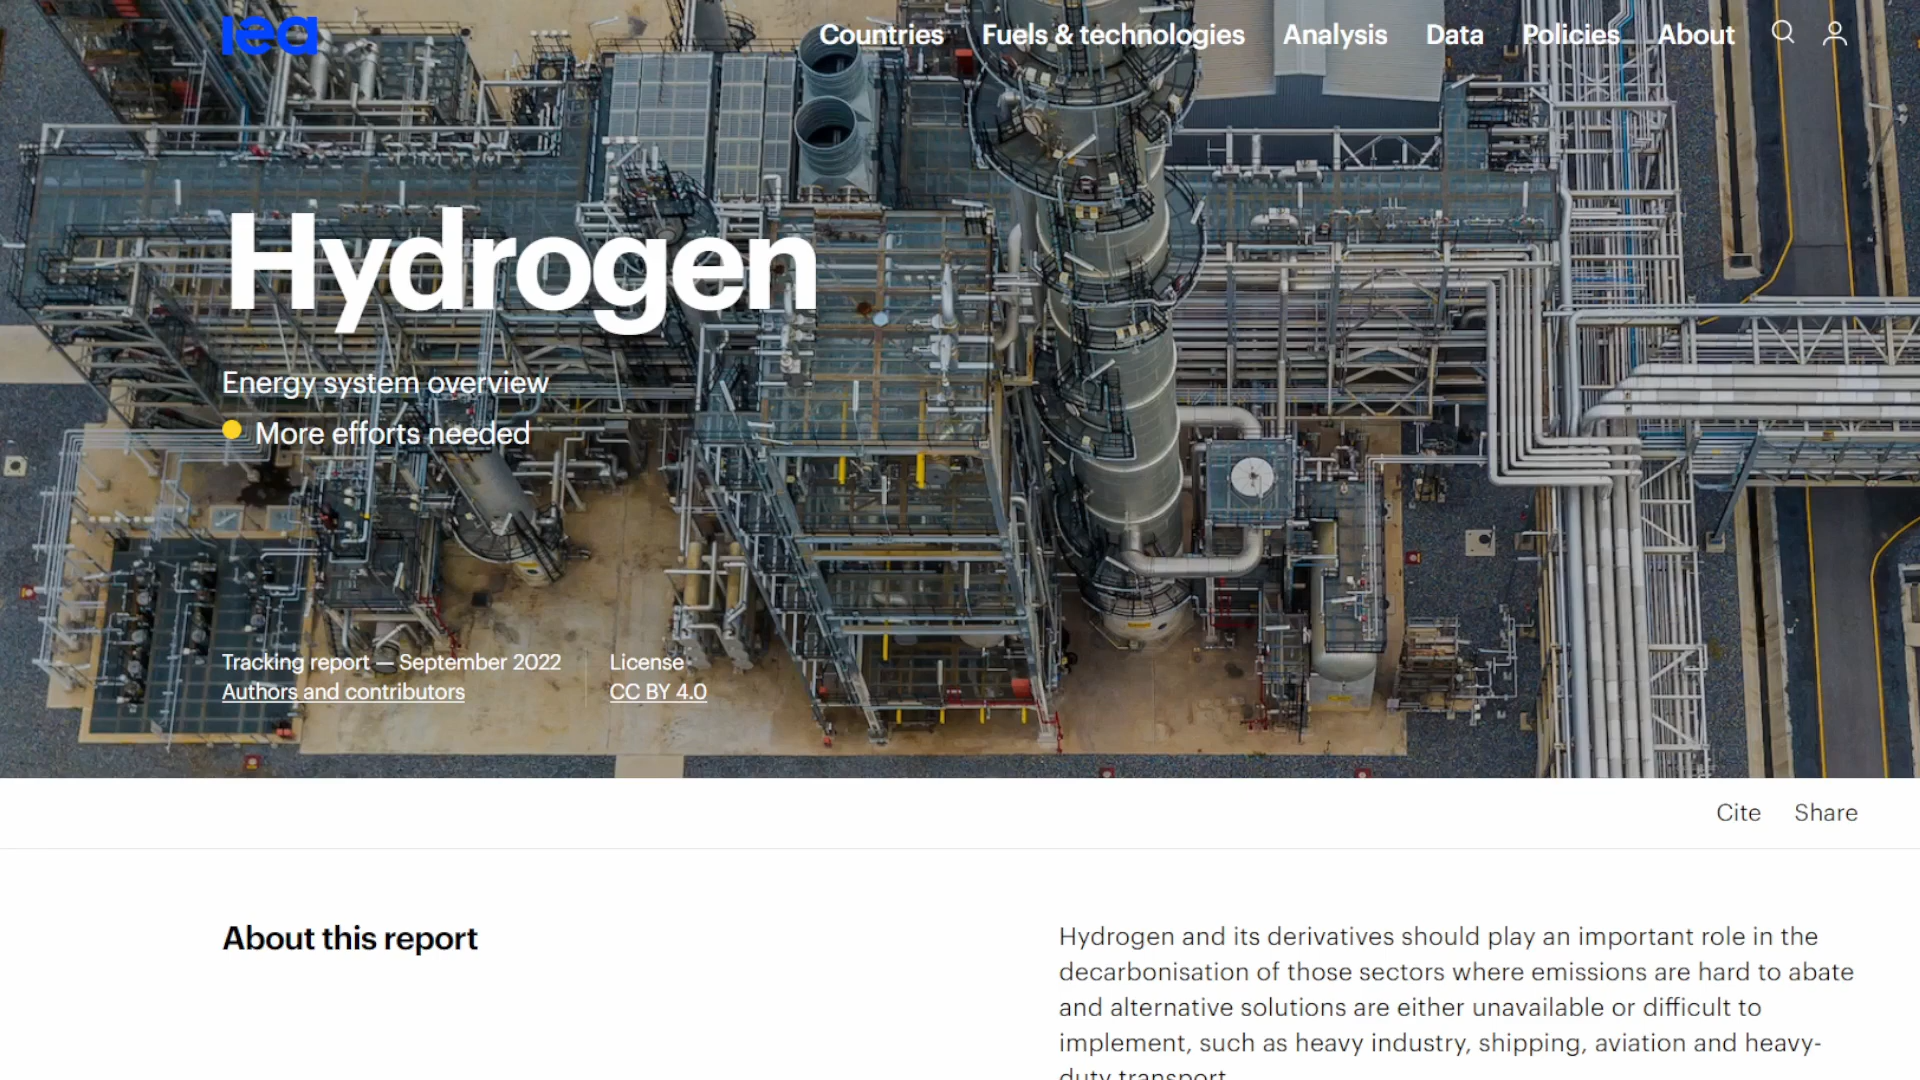 iea
Countries Fuels & technologies Analysis Data Policies About
Hydrogen
Energy system overview
More efforts needed
Tracking report — September 2022
Authors and contributors
License
CC BY 4.0
Cite Share
About this report
Hydrogen and its derivatives should play an important role in the
decarbonisation of those sectors where emissions are hard to abate
and alternative solutions are either unavailable or difficult to
implement, such as heavy industry, shipping, aviation and heavy-
duty transport.